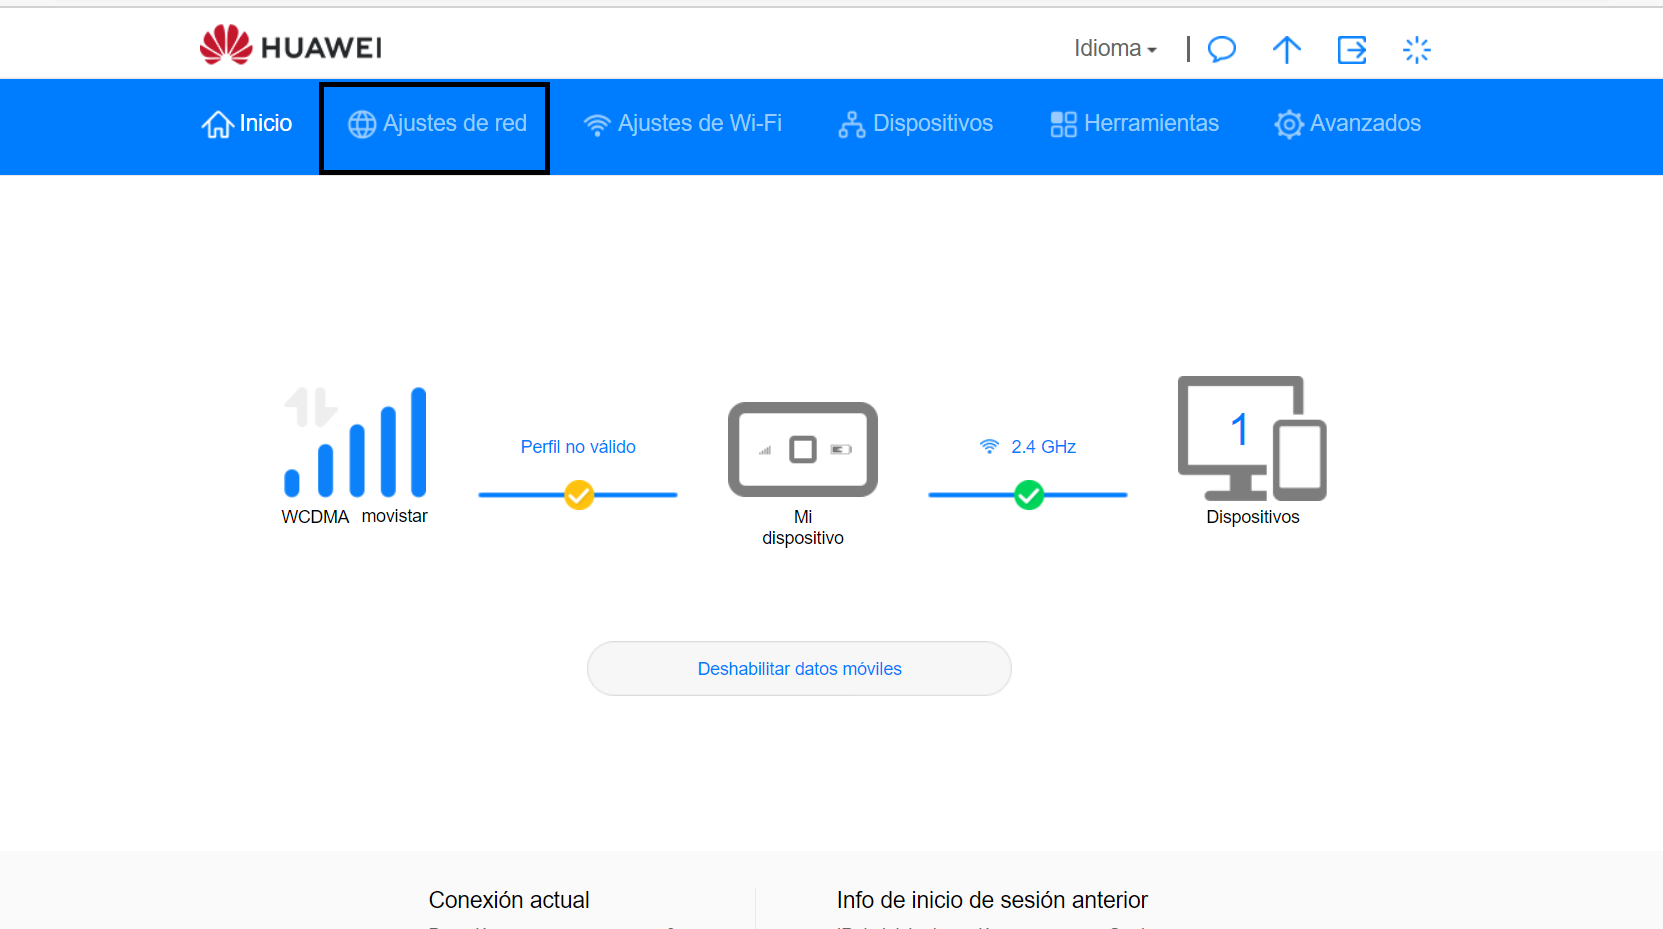 HUAWEI
Idioma
Inicio
Ajustes de red
Ajustes de Wi-Fi
Dispositivos
Herramientas
Avanzados
Perfil no válido
2.4 GHz
1
WCDMA movistar
Mi
dispositivo
Dispositivos
Deshabilitar datos móviles
Conexión actual
Info de inicio de sesión anterior